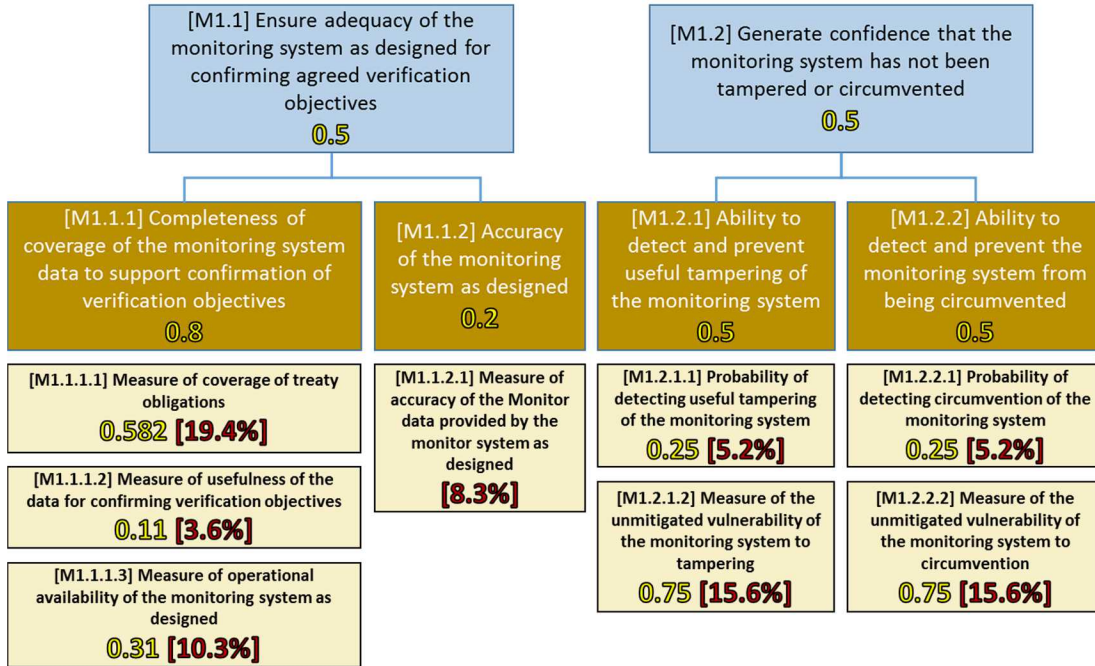 [M1.1] Ensure adequacy of the
monitoring system as designed for
confirming agreed verification
objectives
0.5
[M1.2] Generate confidence that the
monitoring system has not been
tampered or circumvented
0.5
[M1.1.1] Completeness of
coverage of the monitoring system
data to support confirmation of
verification objectives
0.8
[M1.1.2] Accuracy
of the monitoring
system as designed
0.2
[M1.2.1] Ability to
detect and prevent
useful tampering of
the monitoring system
0.5
[M1.2.2] Ability to
detect and prevent the
monitoring system from
being circumvented
0.5
[M1.1.1.1] Measure of coverage of treaty
obligations
0.582 [19.4%]
[M1.1.1.2] Measure of usefulness of the
data for confirming verification objectives
0.11 [3.6%]
[M1.1.1.3] Measure of operational
availability of the monitoring system as
designed
0.31 [10.3%]
[M1.1.2.1] Measure of
accuracy of the Monitor
data provided by the
monitor system as
designed
[8.3%]
[M1.2.1.1] Probability of
detecting useful tampering
of the monitoring system
0.25 [5.2%]
[M1.2.1.2] Measure of the
unmitigated vulnerability of
the monitoring system to
tampering
0.75 [15.6%]
[M1.2.2.1] Probability of
detecting circumvention of the
monitoring system
0.25 [5.2%]
[M1.2.2.2] Measure of the
unmitigated vulnerability of
the monitoring system to
circumvention
0.75 [15.6%]